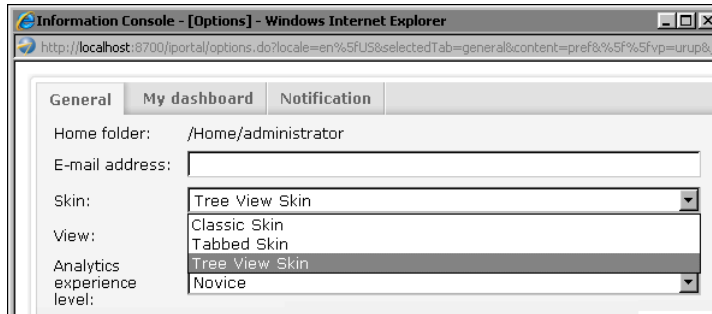 Information Console - [Options] - Windows Internet Explorer
http://localhost:8700/iportal/options.do?locale=en%5fUS&selectedTab=general&content=pref&%5f%5fvp=urup&_
General My dashboard Notification
Home folder: /Home/administrator
E-mail address:
Skin: Tree View Skin
Classic Skin
View:
Tabbed Skin
Tree View Skin
Analytics
experience
level:
Novice